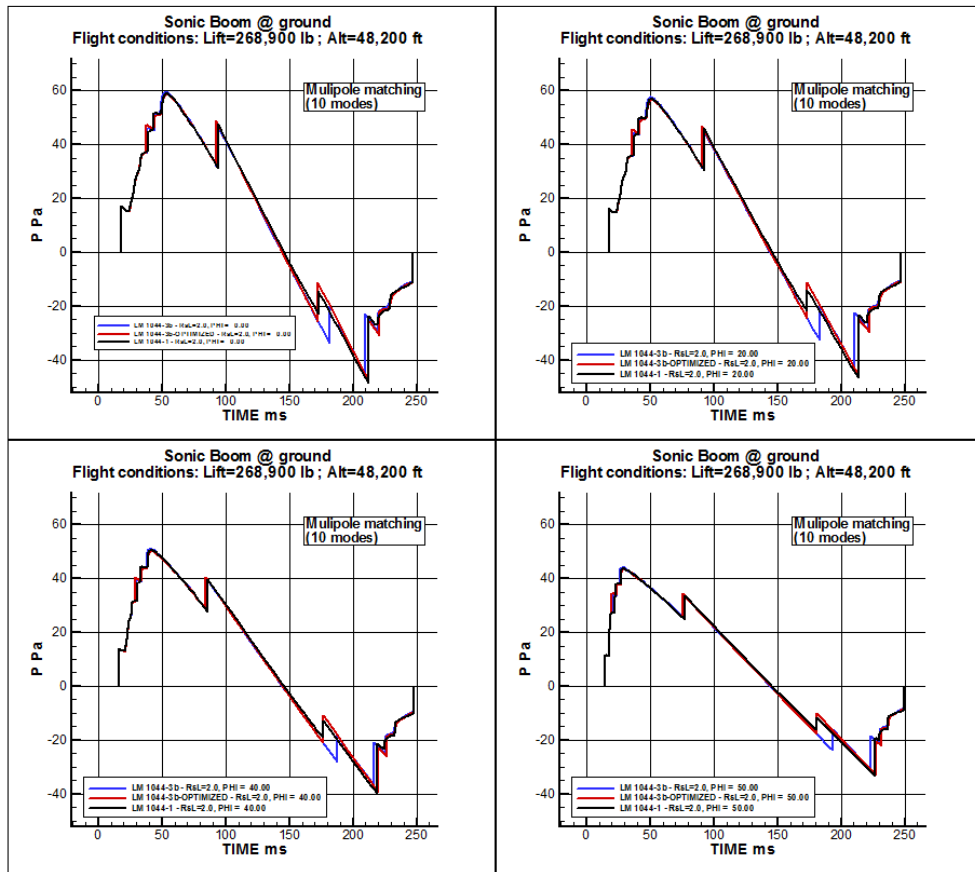 Sonic Boom @ ground
Flight conditions: Lift=268,900 lb ; Alt=48,200 ft
Mulipole matching
(10 modes)
60
40
20
0
-20
-40
P Pa
LM 1044-3b - RsL=2.0, PHI = 0.00
LM 1044-3b-OPTIMIZED - RsL=2.0, PHI = 0.00
LM 1044-1 - RsL=2.0, PHI = 0.00
0 50 100 150 200 250
TIME ms
Sonic Boom @ ground
Flight conditions: Lift=268,900 lb ; Alt=48,200 ft
Mulipole matching
(10 modes)
60
40
20
0
-20
-40
P Pa
LM 1044-3b - RsL=2.0, PHI = 20.00
LM 1044-3b-OPTIMIZED - RsL=2.0, PHI = 20.00
LM 1044-1 - RsL=2.0, PHI = 20.00
0 50 100 150 200 250
TIME ms
Sonic Boom @ ground
Flight conditions: Lift=268,900 lb ; Alt=48,200 ft
Mulipole matching
(10 modes)
60
40
20
0
-20
-40
P Pa
LM 1044-3b - RsL=2.0, PHI = 40.00
LM 1044-3b-OPTIMIZED - RsL=2.0, PHI = 40.00
LM 1044-1 - RsL=2.0, PHI = 40.00
0 50 100 150 200 250
TIME ms
Sonic Boom @ ground
Flight conditions: Lift=268,900 lb ; Alt=48,200 ft
Mulipole matching
(10 modes)
60
40
20
0
-20
-40
P Pa
LM 1044-3b - RsL=2.0, PHI = 50.00
LM 1044-3b-OPTIMIZED - RsL=2.0, PHI = 50.00
LM 1044-1 - RsL=2.0, PHI = 50.00
0 50 100 150 200 250
TIME ms